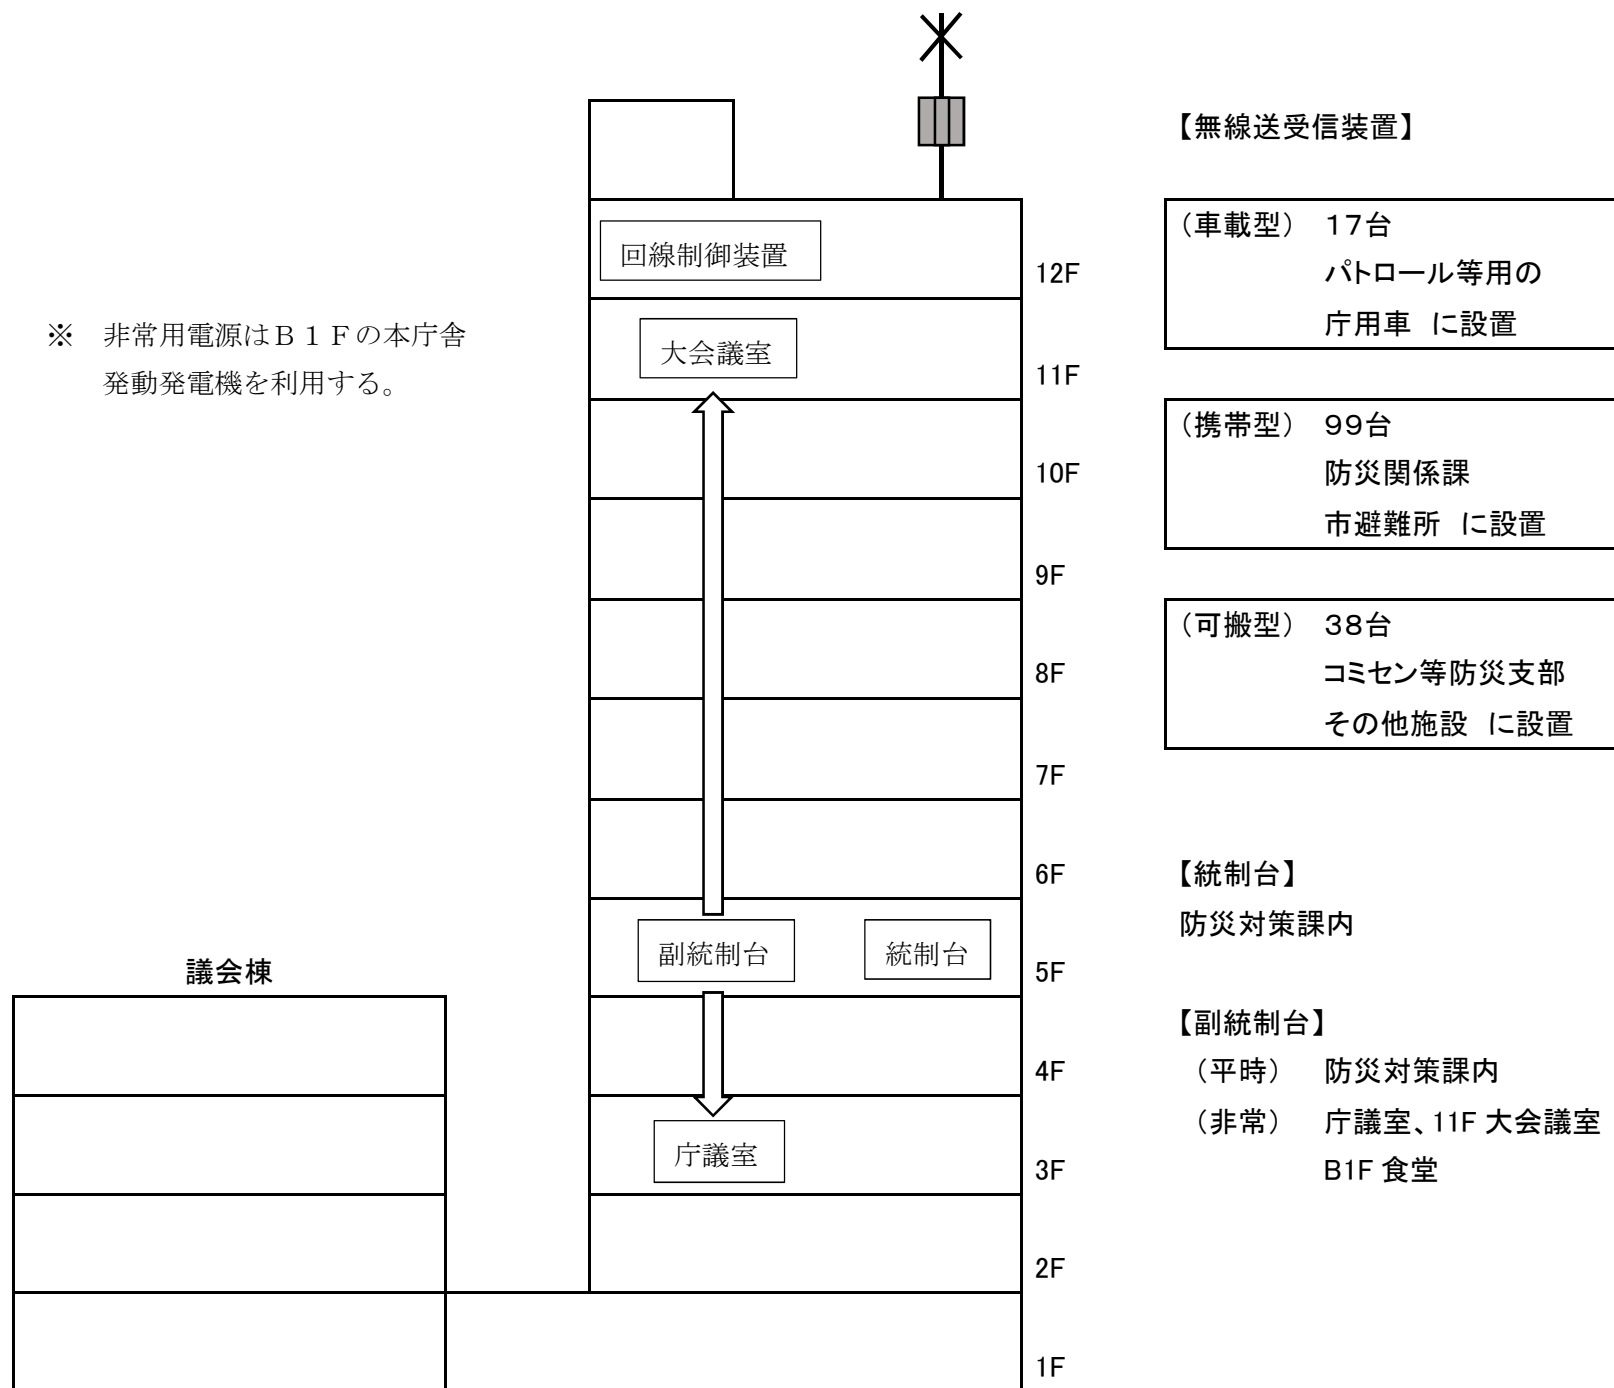 【無線送受信装置】
(車載型) 17台
パトロール等用の
庁用車 に設置
(携帯型) 99台
防災関係課
市避難所 に設置
(可搬型) 38台
コミセン等防災支部
その他施設 に設置
※ 非常用電源はB1Fの本庁舎
発動発電機を利用する。
回線制御装置
12F
大会議室
11F
10F
9F
8F
7F
6F
副統制台 統制台
5F
4F
庁議室
3F
2F
1F
議会棟
【統制台】
防災対策課内
【副統制台】
(平時) 防災対策課内
(非常) 庁議室、11F 大会議室
B1F 食堂